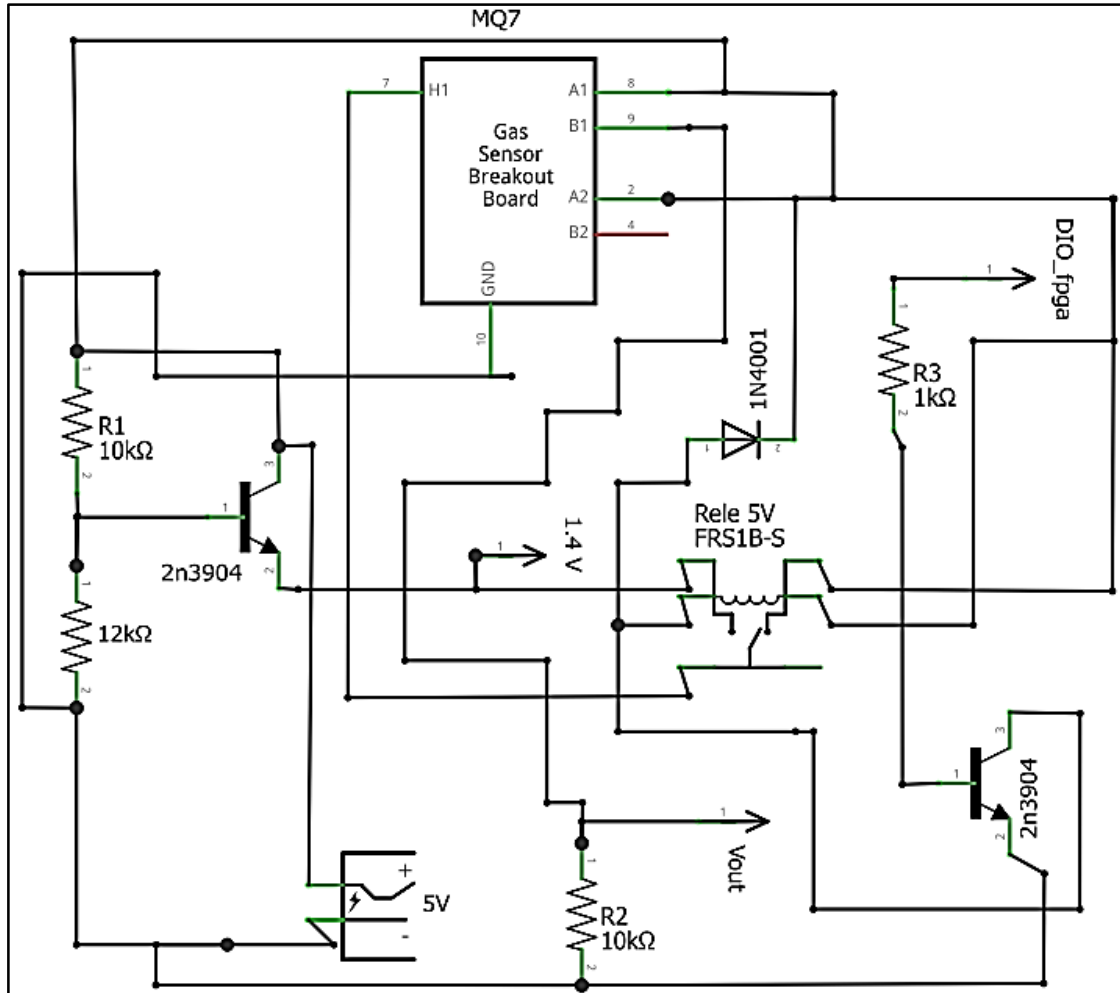 MQ7
7
H1
A1
8
B1
9
Gas
Sensor
Breakout
Board
A2
2
B2
4
GND
10
DIO_fpga
1
1
R3
1kΩ
2
1N4001
1
2
1
R1
10kΩ
2
3
1
2n3904
2
1.4 V
1
Rele 5V
FRS1B-S
1
12kΩ
2
3
1
2n3904
2
1
Vout
+
5V
-
1
R2
10kΩ
2